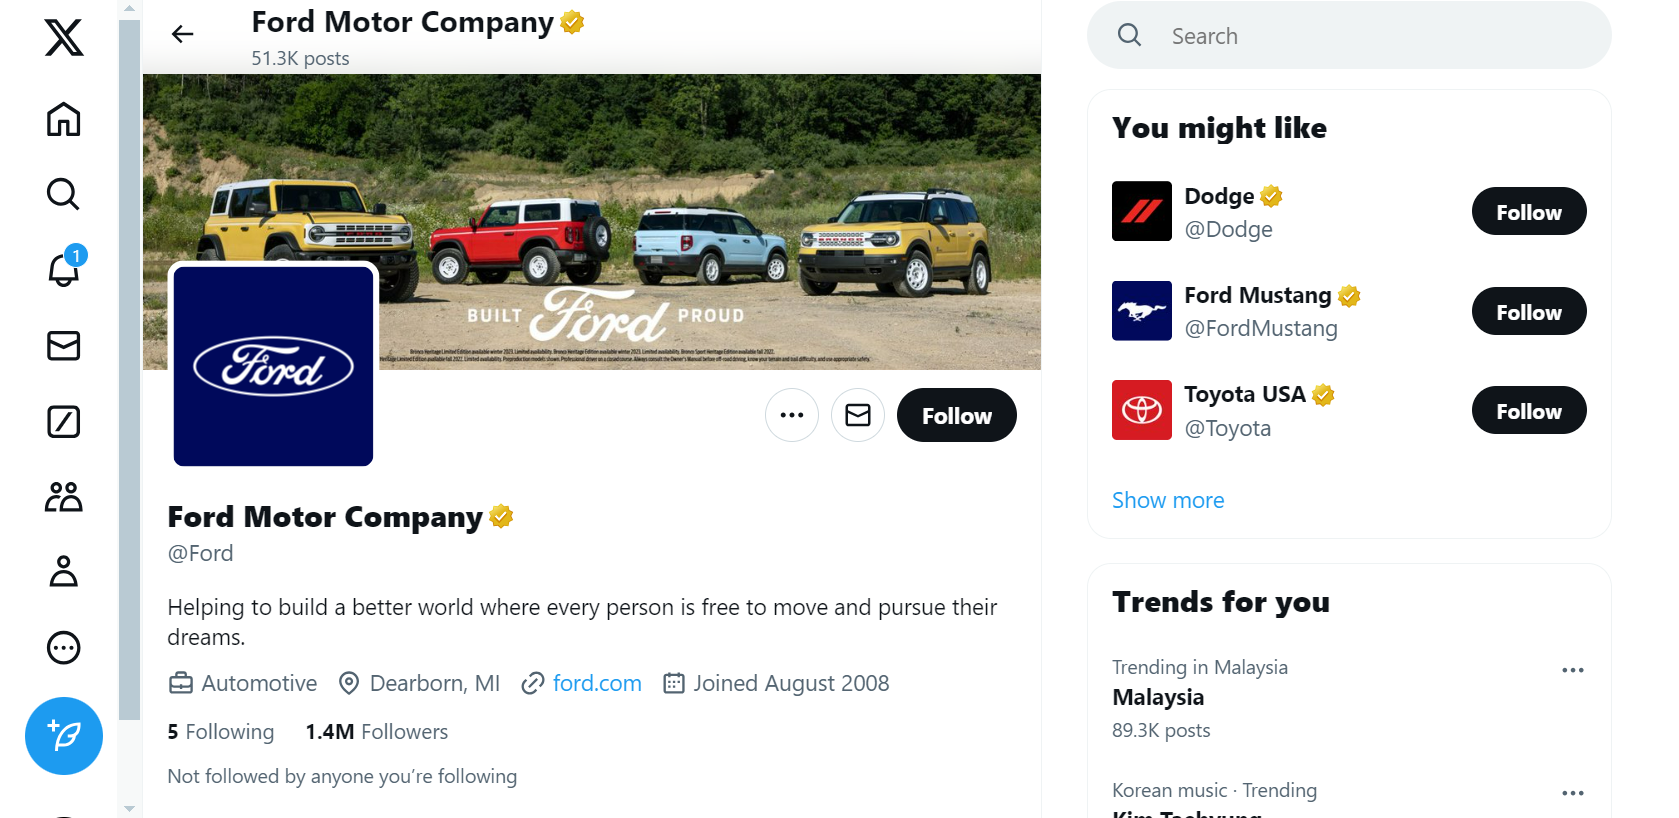 Ford Motor Company
51.3K posts
BUILT Ford PROUD
Ford
Follow
Ford Motor Company
@Ford
Helping to build a better world where every person is free to move and pursue their
dreams.
Automotive Dearborn, MI ford.com Joined August 2008
5 Following 1.4M Followers
Not followed by anyone you’re following
1
Search
You might like
Dodge
@Dodge
Follow
Ford Mustang
@FordMustang
Follow
Toyota USA
@Toyota
Follow
Show more
Trends for you
Trending in Malaysia
Malaysia
89.3K posts
Korean music · Trending
Kim Taehyung